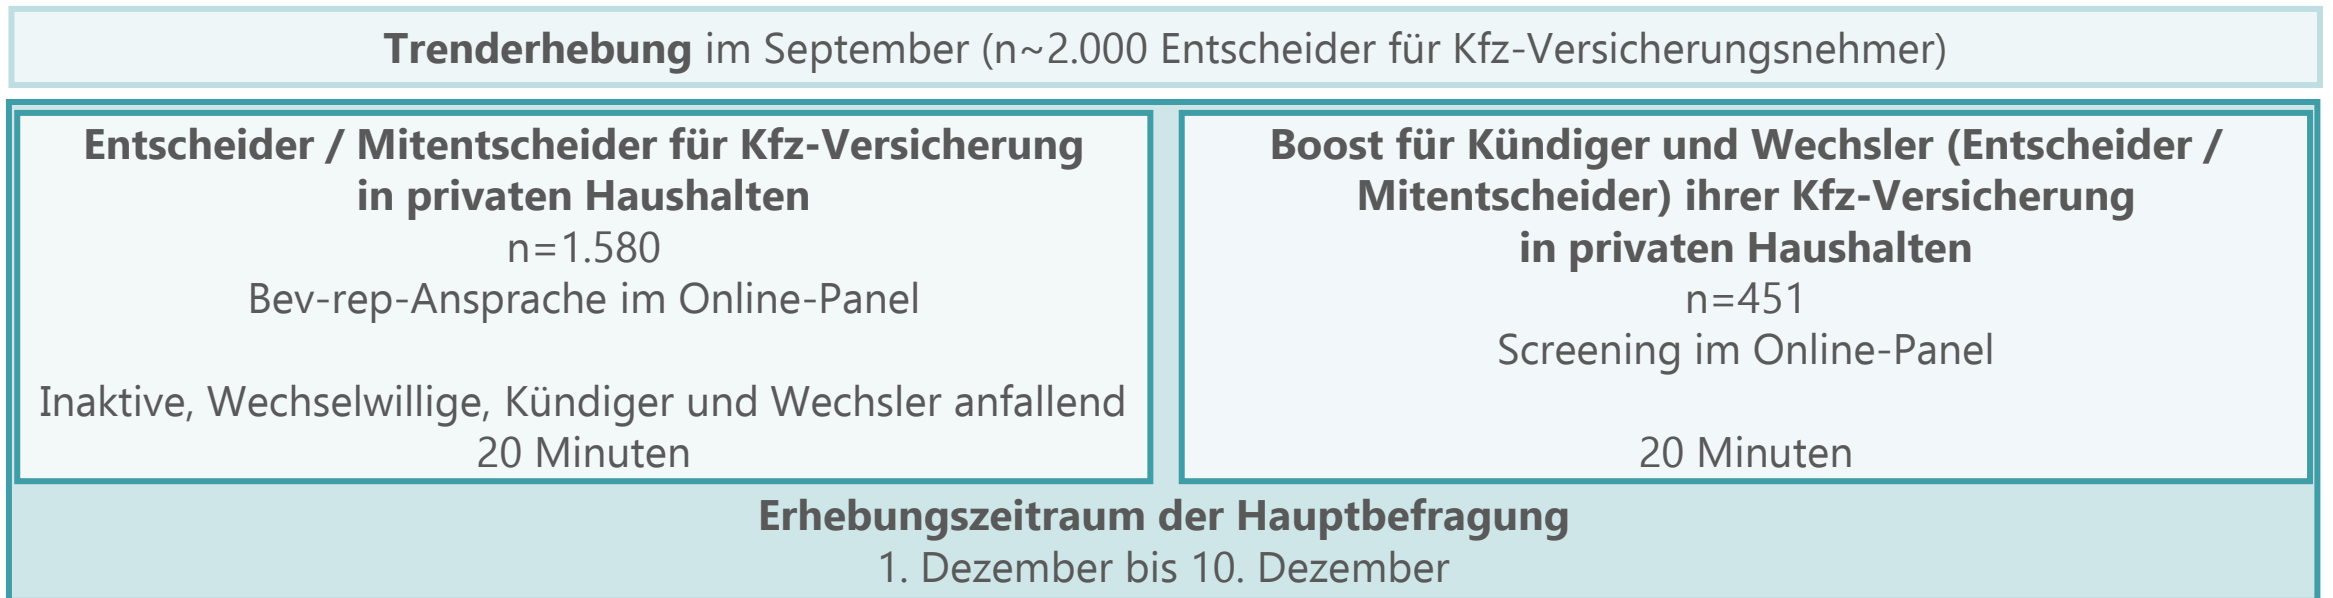 Trenderhebung im September (n~2.000 Entscheider für Kfz-Versicherungsnehmer)
Entscheider / Mitentscheider für Kfz-Versicherung
in privaten Haushalten
n=1.580
Bev-rep-Ansprache im Online-Panel
Inaktive, Wechselwillige, Kündiger und Wechsler anfallend
20 Minuten
Boost für Kündiger und Wechsler (Entscheider /
Mitentscheider) ihrer Kfz-Versicherung
in privaten Haushalten
n=451
Screening im Online-Panel
20 Minuten
Erhebungszeitraum der Hauptbefragung
1. Dezember bis 10. Dezember